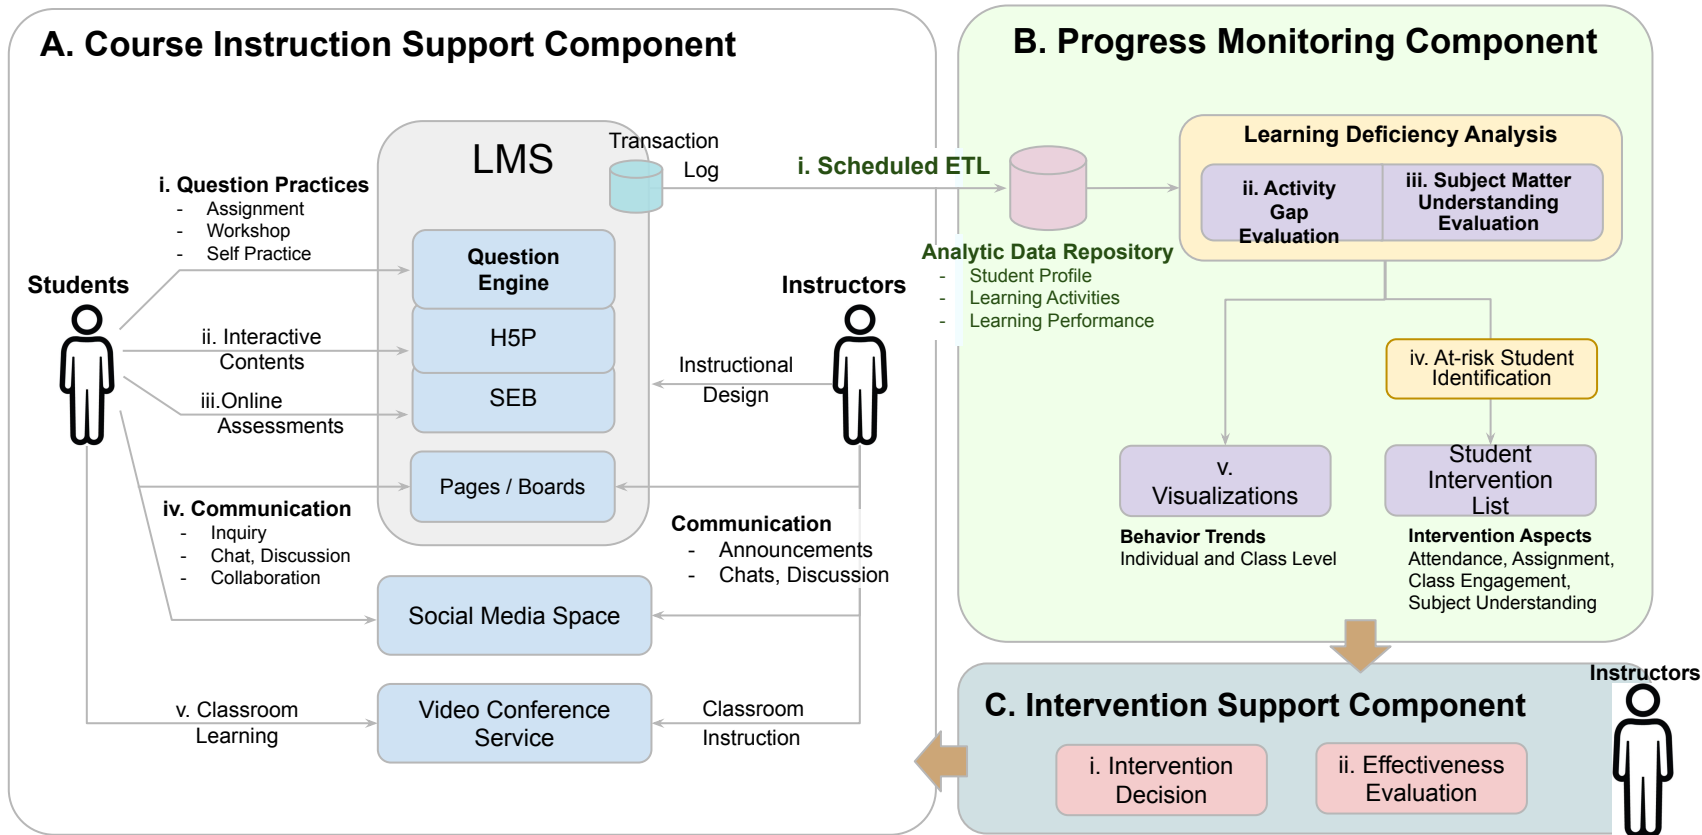 A. Course Instruction Support Component
LMS
Transaction
Log
i. Question Practices
- Assignment
- Workshop
- Self Practice
Students
ii. Interactive
Contents
iii.Online
Assessments
iv. Communication
- Inquiry
- Chat, Discussion
- Collaboration
v. Classroom
Learning
Question
Engine
H5P
SEB
Pages / Boards
Social Media Space
Video Conference
Service
Instructors
Instructional
Design
Communication
- Announcements
- Chats, Discussion
Classroom
Instruction
i. Scheduled ETL
B. Progress Monitoring Component
Analytic Data Repository
- Student Profile
- Learning Activities
- Learning Performance
Learning Deficiency Analysis
ii. Activity
Gap
Evaluation
iii. Subject Matter
Understanding
Evaluation
iv. At-risk Student
Identification
v.
Visualizations
Behavior Trends
Individual and Class Level
Student
Intervention
List
Intervention Aspects
Attendance, Assignment,
Class Engagement,
Subject Understanding
C. Intervention Support Component
Instructors
i. Intervention
Decision
ii. Effectiveness
Evaluation